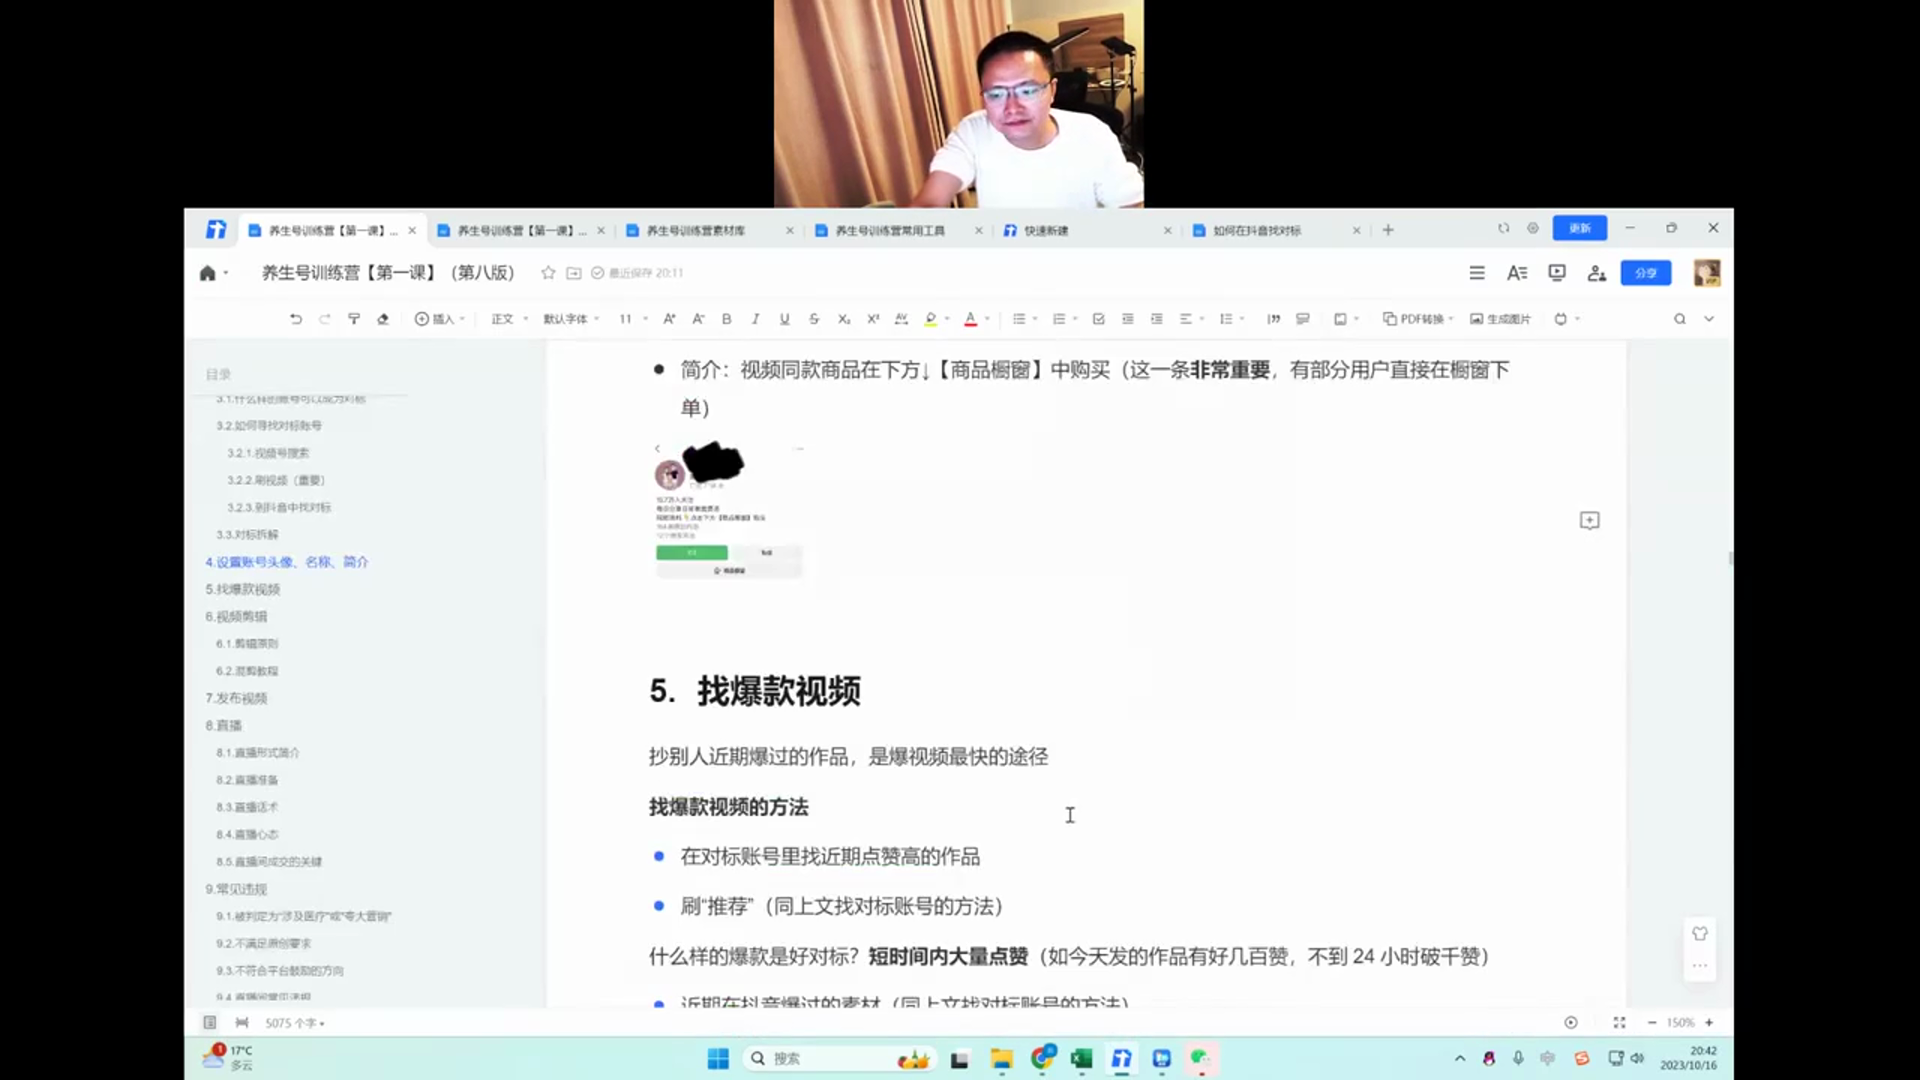 养生号训练营【第一课】...
养生号训练营【第一课】...
养生号训练营素材库
养生号训练营常用工具
快速新建
如何在抖音找对标
更新
养生号训练营【第一课】（第八版）
最近保存 20:11
分享
插入
正文
默认字体
11
PDF转换
生成图片
目录
3.1.什么样的账号可以成为对标
3.2.如何寻找对标账号
3.2.1.视频号搜索
3.2.2.刷视频（重要）
3.2.3.到抖音中找对标
3.3.对标拆解
4.设置账号头像、名称、简介
5.找爆款视频
6.视频剪辑
6.1.剪辑原则
6.2.混剪教程
7.发布视频
8.直播
8.1.直播形式简介
8.2.直播准备
8.3.直播话术
8.4.直播心态
8.5.直播间成交的关键
9.常见违规
9.1.被判定为“涉及医疗”或“夸大营销”
9.2.不满足原创要求
9.3.不符合平台鼓励的方向
9.4.直播间常见违规
简介：视频同款商品在下方↓【商品橱窗】中购买（这一条非常重要，有部分用户直接在橱窗下
单）
5. 找爆款视频
抄别人近期爆过的作品，是爆视频最快的途径
找爆款视频的方法
在对标账号里找近期点赞高的作品
刷“推荐”（同上文找对标账号的方法）
什么样的爆款是好对标？短时间内大量点赞（如今天发的作品有好几百赞，不到 24 小时破千赞）
近期在抖音爆过的素材（同上文找对标账号的方法）
5075 个字
150%
17°C
多云
搜索
20:42
2023/10/16